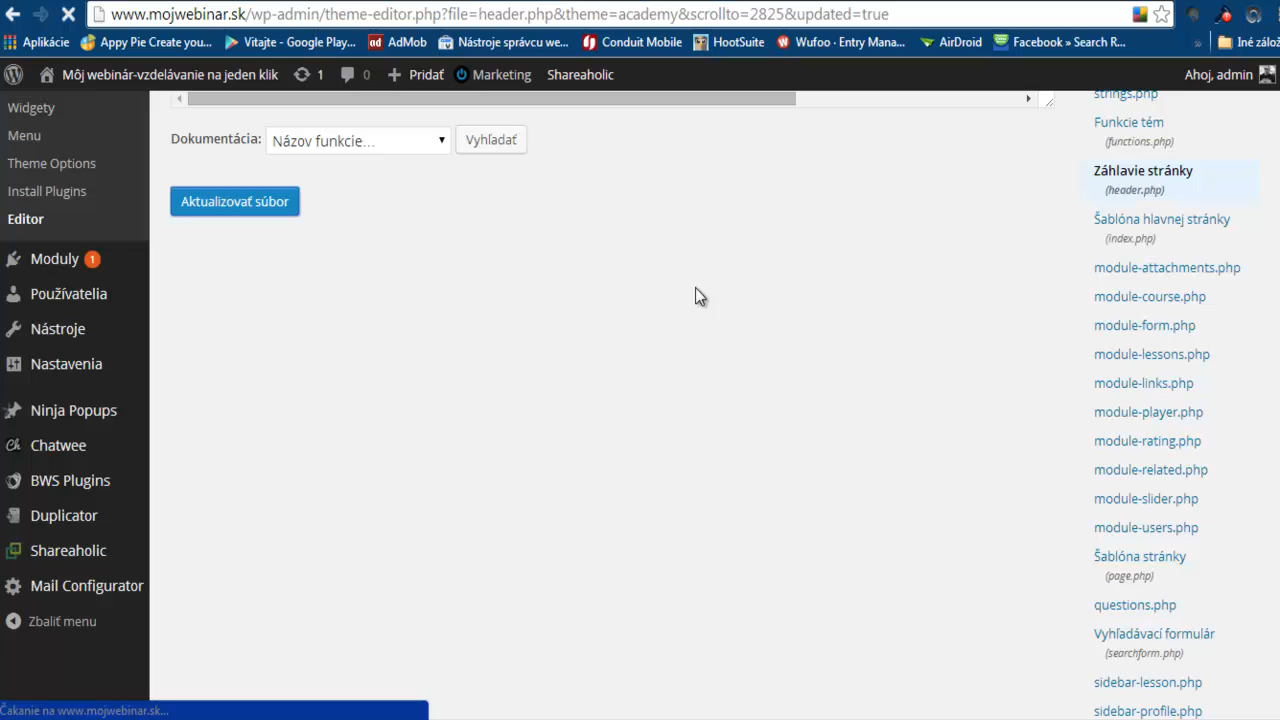 www.mojwebinar.sk/wp-admin/theme-editor.php?file=header.php&theme=academy&scrollto=2825&updated=true
Aplikácie
Appy Pie Create you...
Vitajte - Google Play...
ad AdMob
Nástroje správcu we...
Conduit Mobile
HootSuite
Wufoo · Entry Mana...
AirDroid
Facebook » Search R...
»
Iné zálo
Môj webinár-vzdelávanie na jeden klik
1
0
Pridať
Marketing
Shareaholic
Ahoj, admin
Widgety
Menu
Theme Options
Install Plugins
Editor
Moduly 1
Používatelia
Nástroje
Nastavenia
Ninja Popups
Chatwee
BWS Plugins
Duplicator
Shareaholic
Mail Configurator
Zbaliť menu
Čakanie na www.mojwebinar.sk...
Dokumentácia: Názov funkcie... Vyhľadať
Aktualizovať súbor
strings.php
Funkcie tém
(functions.php)
Záhlavie stránky
(header.php)
Šablóna hlavnej stránky
(index.php)
module-attachments.php
module-course.php
module-form.php
module-lessons.php
module-links.php
module-player.php
module-rating.php
module-related.php
module-slider.php
module-users.php
Šablóna stránky
(page.php)
questions.php
Vyhľadávací formulár
(searchform.php)
sidebar-lesson.php
sidebar-profile.php